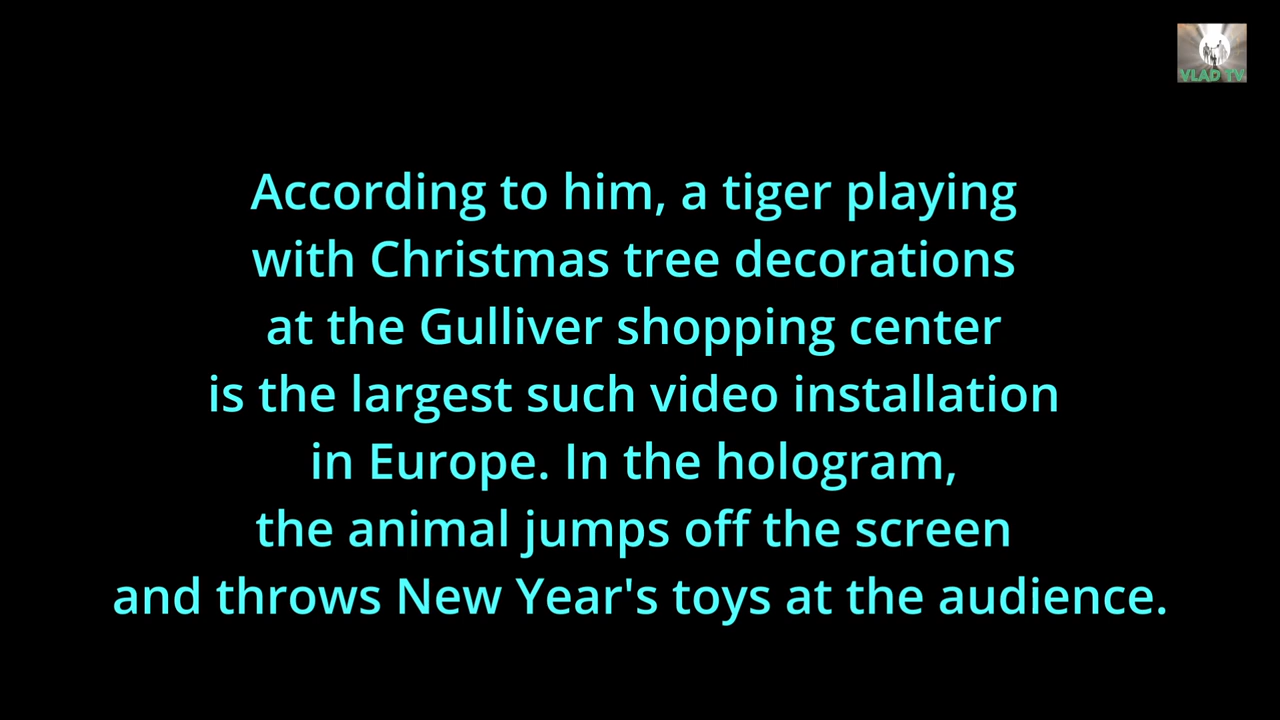 VLAD TV
According to him, a tiger playing
with Christmas tree decorations
at the Gulliver shopping center
is the largest such video installation
in Europe. In the hologram,
the animal jumps off the screen
and throws New Year's toys at the audience.